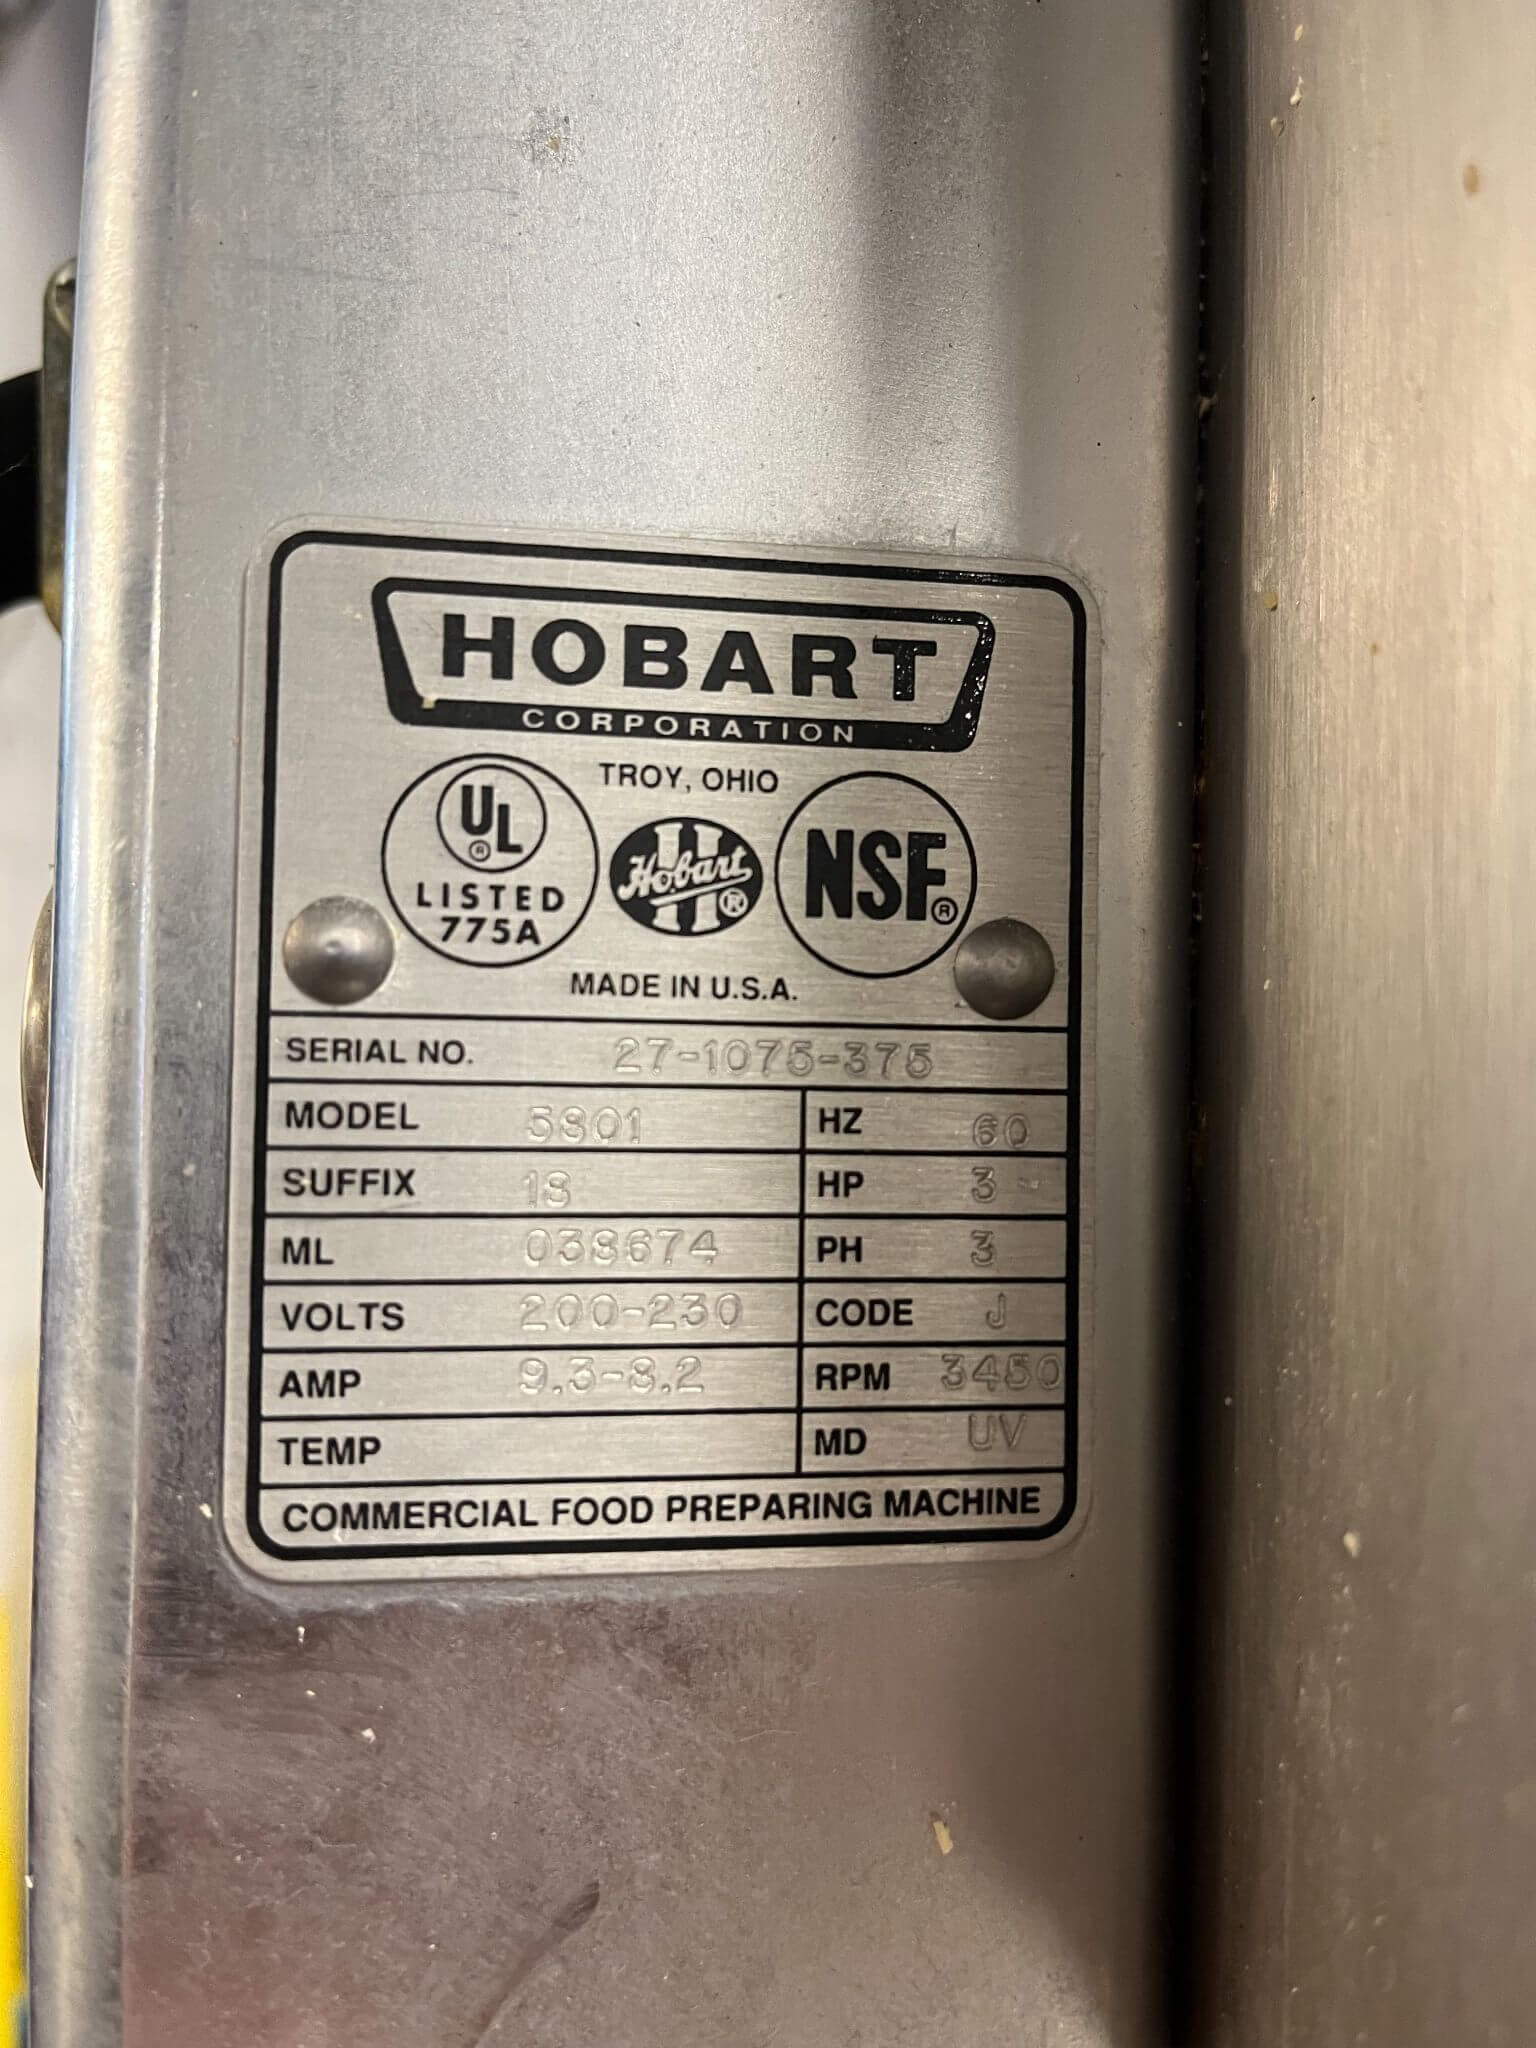 HOBART
CORPORATION
TROY, OHIO
UL ®
LISTED
775A
Hobart ®
NSF®
MADE IN U.S.A.
SERIAL NO. 27-1075-375
MODEL 5801 HZ 60
SUFFIX 18 HP 3
ML 038674 PH 3
VOLTS 200-230 CODE J
AMP 9.3-8.2 RPM 3450
TEMP MD UV
COMMERCIAL FOOD PREPARING MACHINE